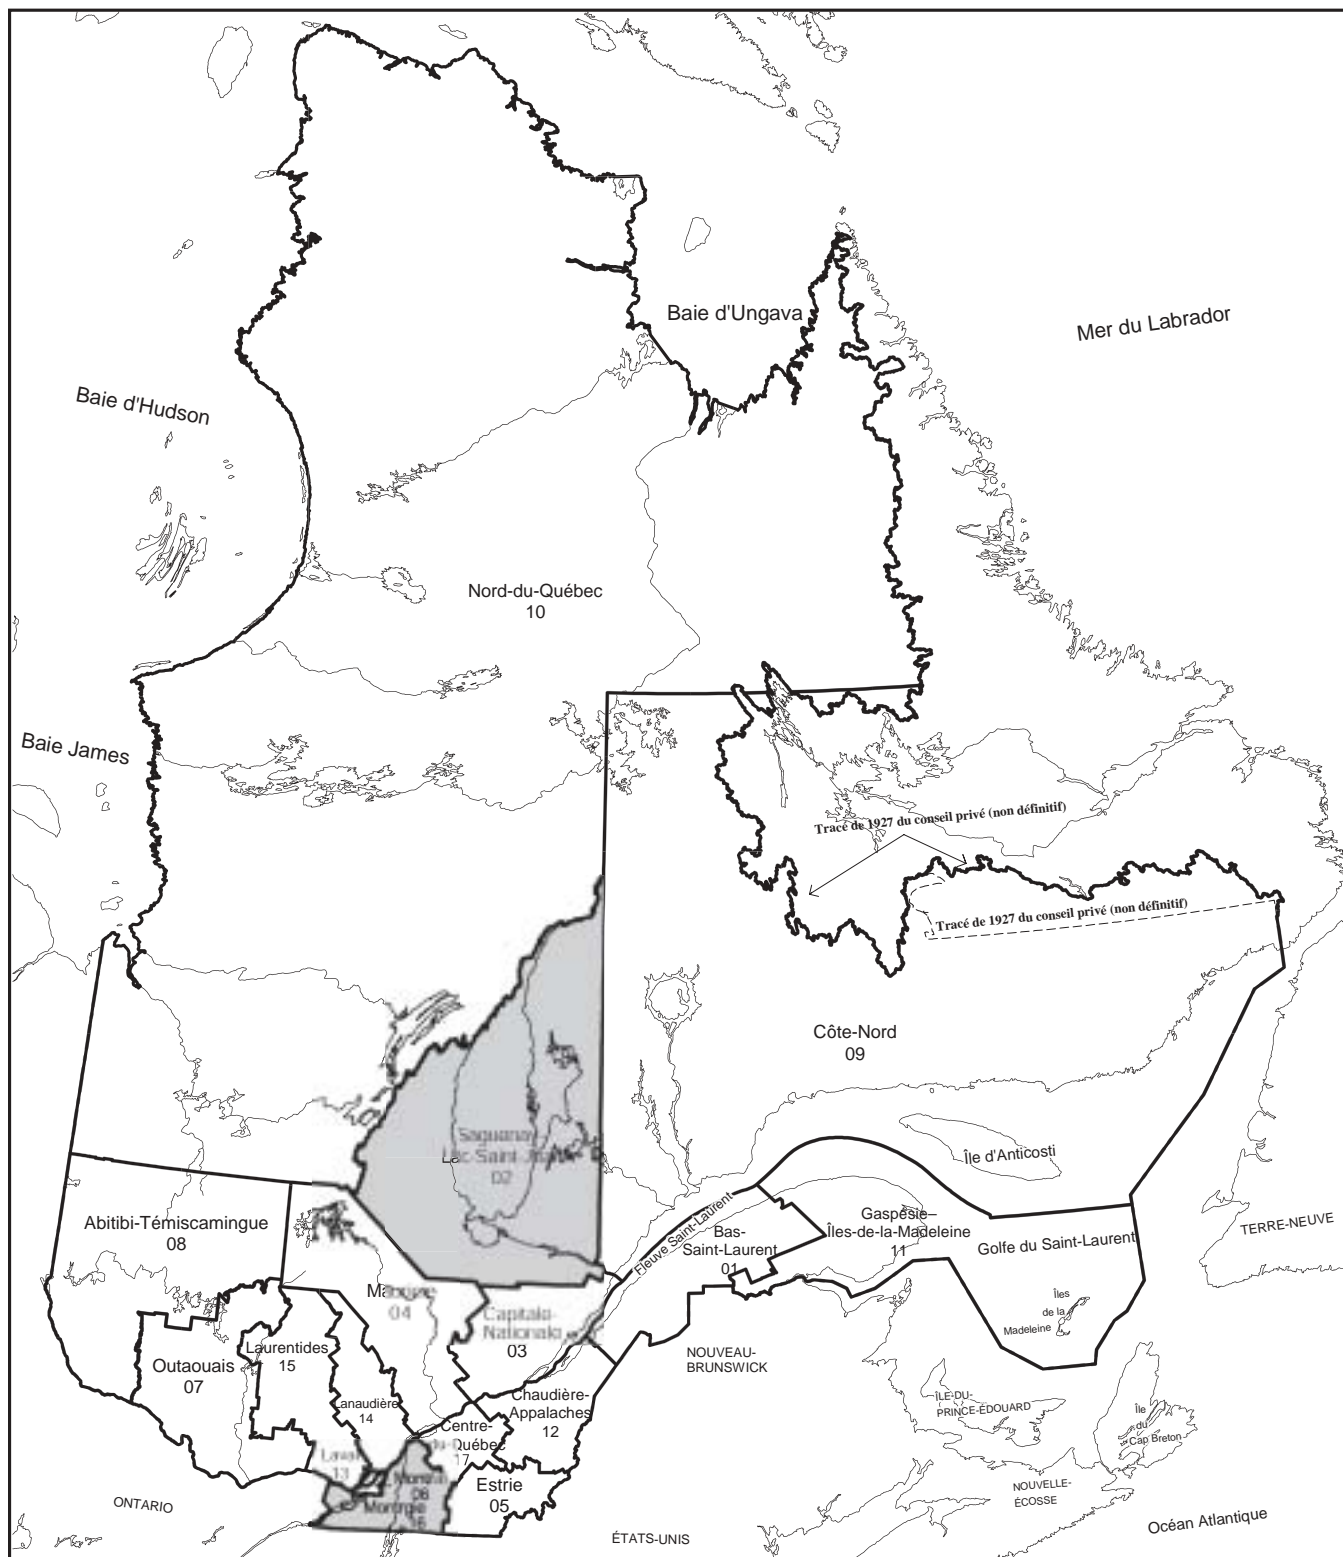 Baie d'Ungava
Mer du Labrador
Baie d'Hudson
Nord-du-Québec
10
Baie James
Tracé de 1927 du conseil privé (non définitif)
Tracé de 1927 du conseil privé (non définitif)
Côte-Nord
09
Saguenay
Lac-Saint-Jean
02
Île d'Anticosti
Abitibi-Témiscamingue
08
Fleuve Saint-Laurent
Bas-
Saint-Laurent
01
Gaspésie–
Îles-de-la-Madeleine
11
Golfe du Saint-Laurent
TERRE-NEUVE
Îles
de la
Madeleine
Mauricie
04
Capitale-
Nationale
03
Laurentides
15
Outaouais
07
NOUVEAU-
BRUNSWICK
Lanaudière
14
Chaudière-
Appalaches
12
ÎLE-DU-
PRINCE-ÉDOUARD
Île
du
Cap Breton
Centre-
du-Québec
17
Laval
13
06
16
Estrie
05
ONTARIO
NOUVELLE-
ÉCOSSE
ÉTATS-UNIS
Océan Atlantique